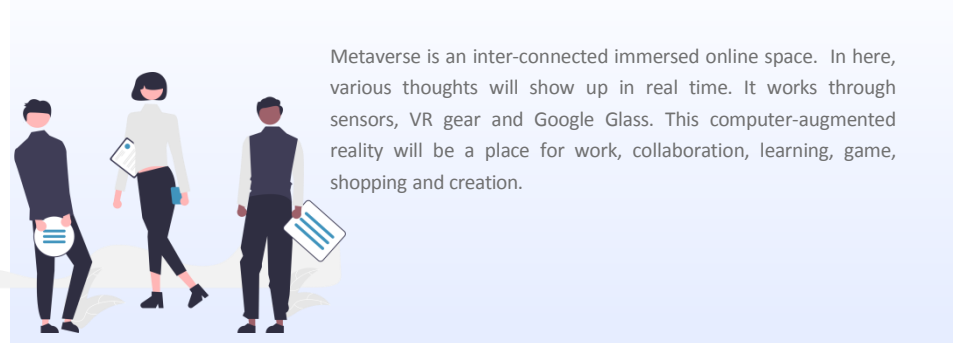 Metaverse is an inter-connected immersed online space. In here,
various thoughts will show up in real time. It works through
sensors, VR gear and Google Glass. This computer-augmented
reality will be a place for work, collaboration, learning, game,
shopping and creation.